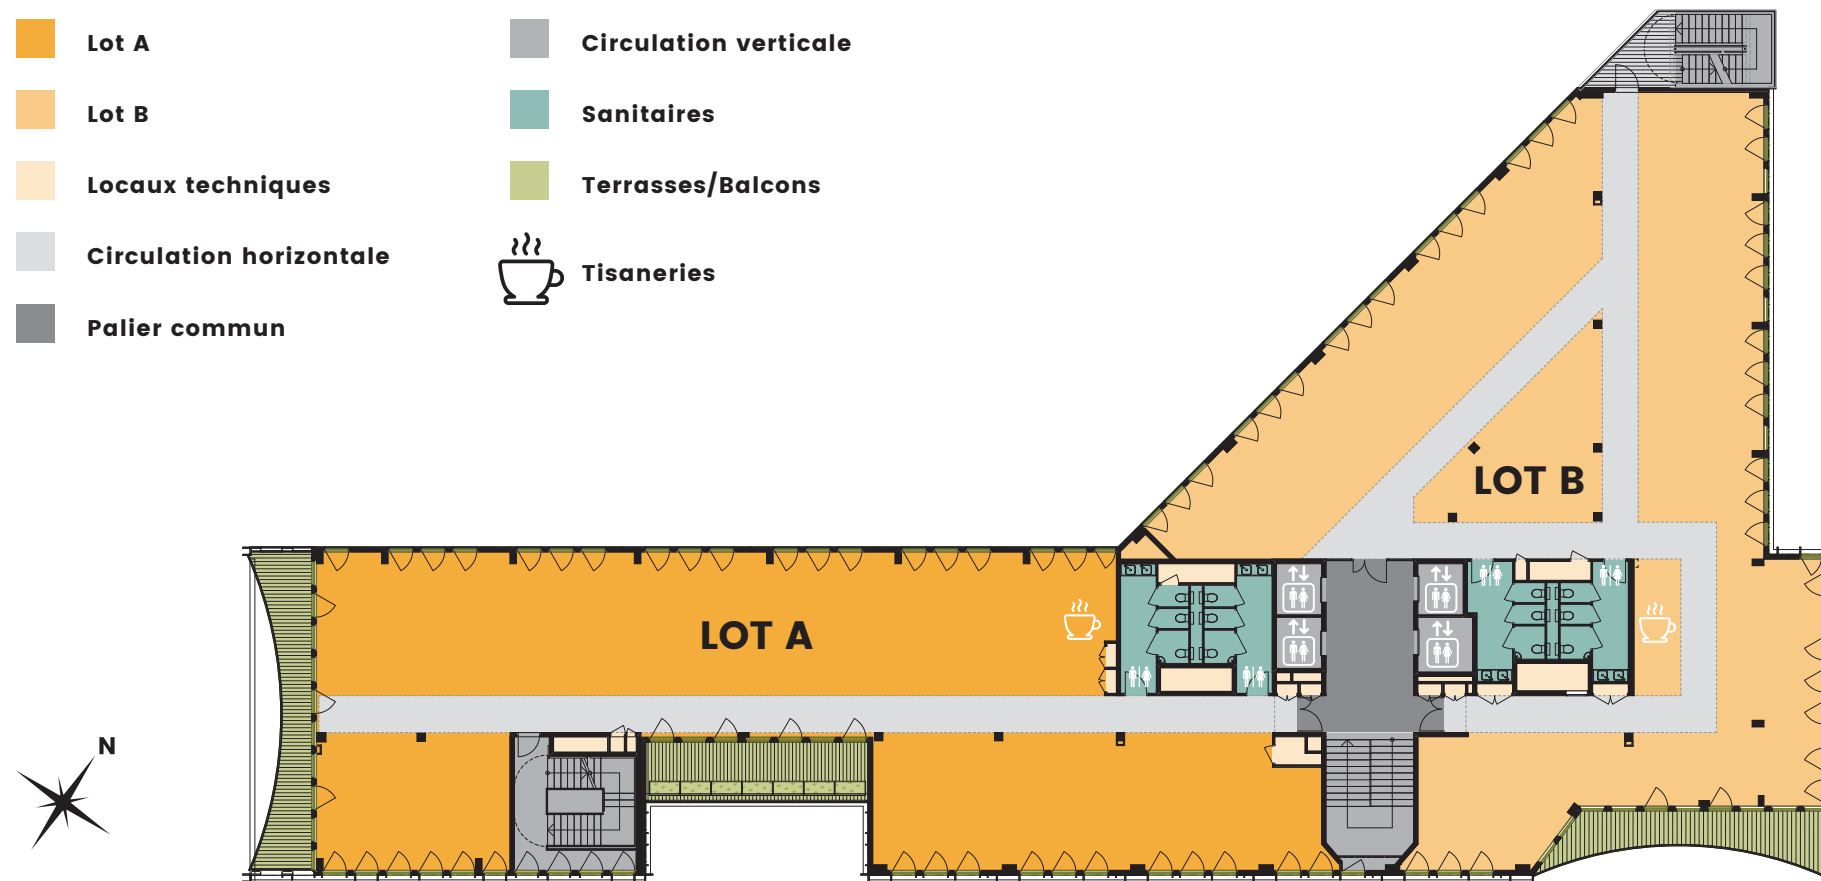 Lot A
Lot B
Locaux techniques
Circulation horizontale
Palier commun
Circulation verticale
Sanitaires
Terrasses/Balcons
Tisaneries
LOT B
LOT A
N